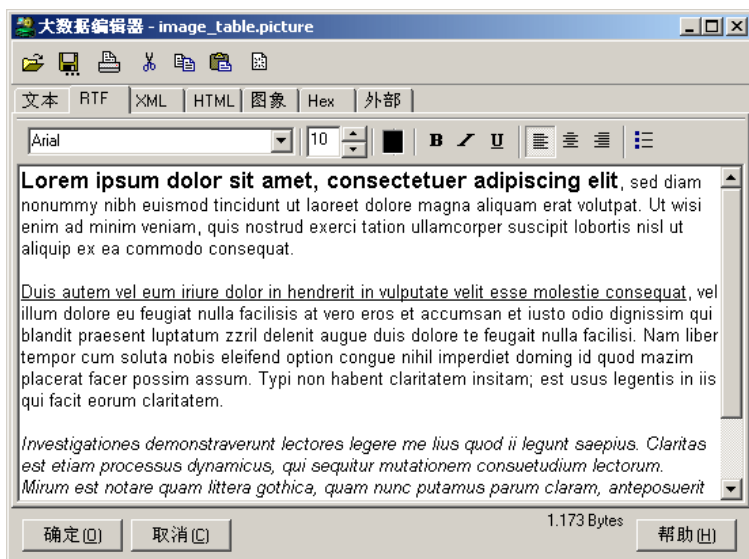 大数据编辑器 - image_table.picture
文本 RTF XML HTML 图象 Hex 外部
Arial 10 B I U
Lorem ipsum dolor sit amet, consectetuer adipiscing elit, sed diam
nonummy nibh euismod tincidunt ut laoreet dolore magna aliquam erat volutpat. Ut wisi
enim ad minim veniam, quis nostrud exerci tation ullamcorper suscipit lobortis nisl ut
aliquip ex ea commodo consequat.
Duis autem vel eum iriure dolor in hendrerit in vulputate velit esse molestie consequat, vel
illum dolore eu feugiat nulla facilisis at vero eros et accumsan et iusto odio dignissim qui
blandit praesent luptatum zzril delenit augue duis dolore te feugait nulla facilisi. Nam liber
tempor cum soluta nobis eleifend option congue nihil imperdiet doming id quod mazim
placerat facer possim assum. Typi non habent claritatem insitam; est usus legentis in iis
qui facit eorum claritatem.
Investigationes demonstraverunt lectores legere me lius quod ii legunt saepius. Claritas
est etiam processus dynamicus, qui sequitur mutationem consuetudium lectorum.
Mirum est notare quam littera gothica, quam nunc putamus parum claram, anteposuerit
确定(O) 取消(C) 1.173 Bytes 帮助(H)